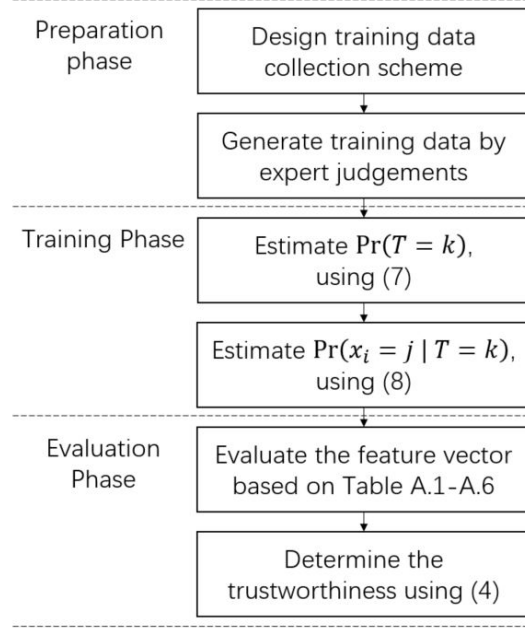 Preparation
phase
Design training data
collection scheme
Generate training data by
expert judgements
Training Phase
Estimate Pr(T = k),
using (7)
Estimate Pr(xᵢ = j | T = k),
using (8)
Evaluation
Phase
Evaluate the feature vector
based on Table A.1-A.6
Determine the
trustworthiness using (4)